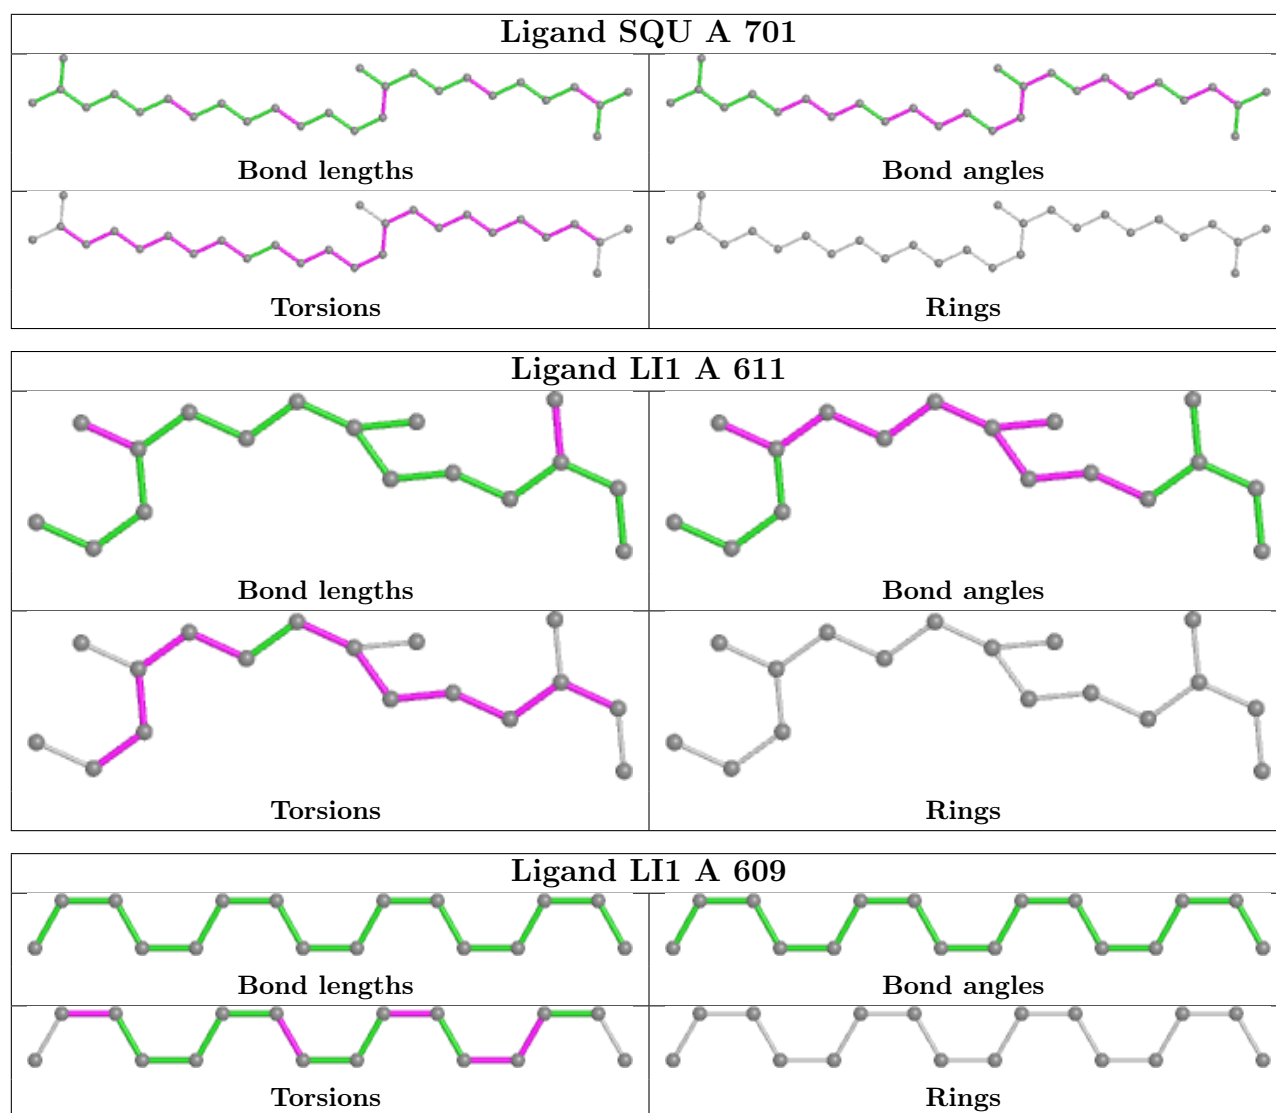 Ligand SQU A 701
Bond lengths
Bond angles
Torsions
Rings
Ligand LI1 A 611
Bond lengths
Bond angles
Torsions
Rings
Ligand LI1 A 609
Bond lengths
Bond angles
Torsions
Rings